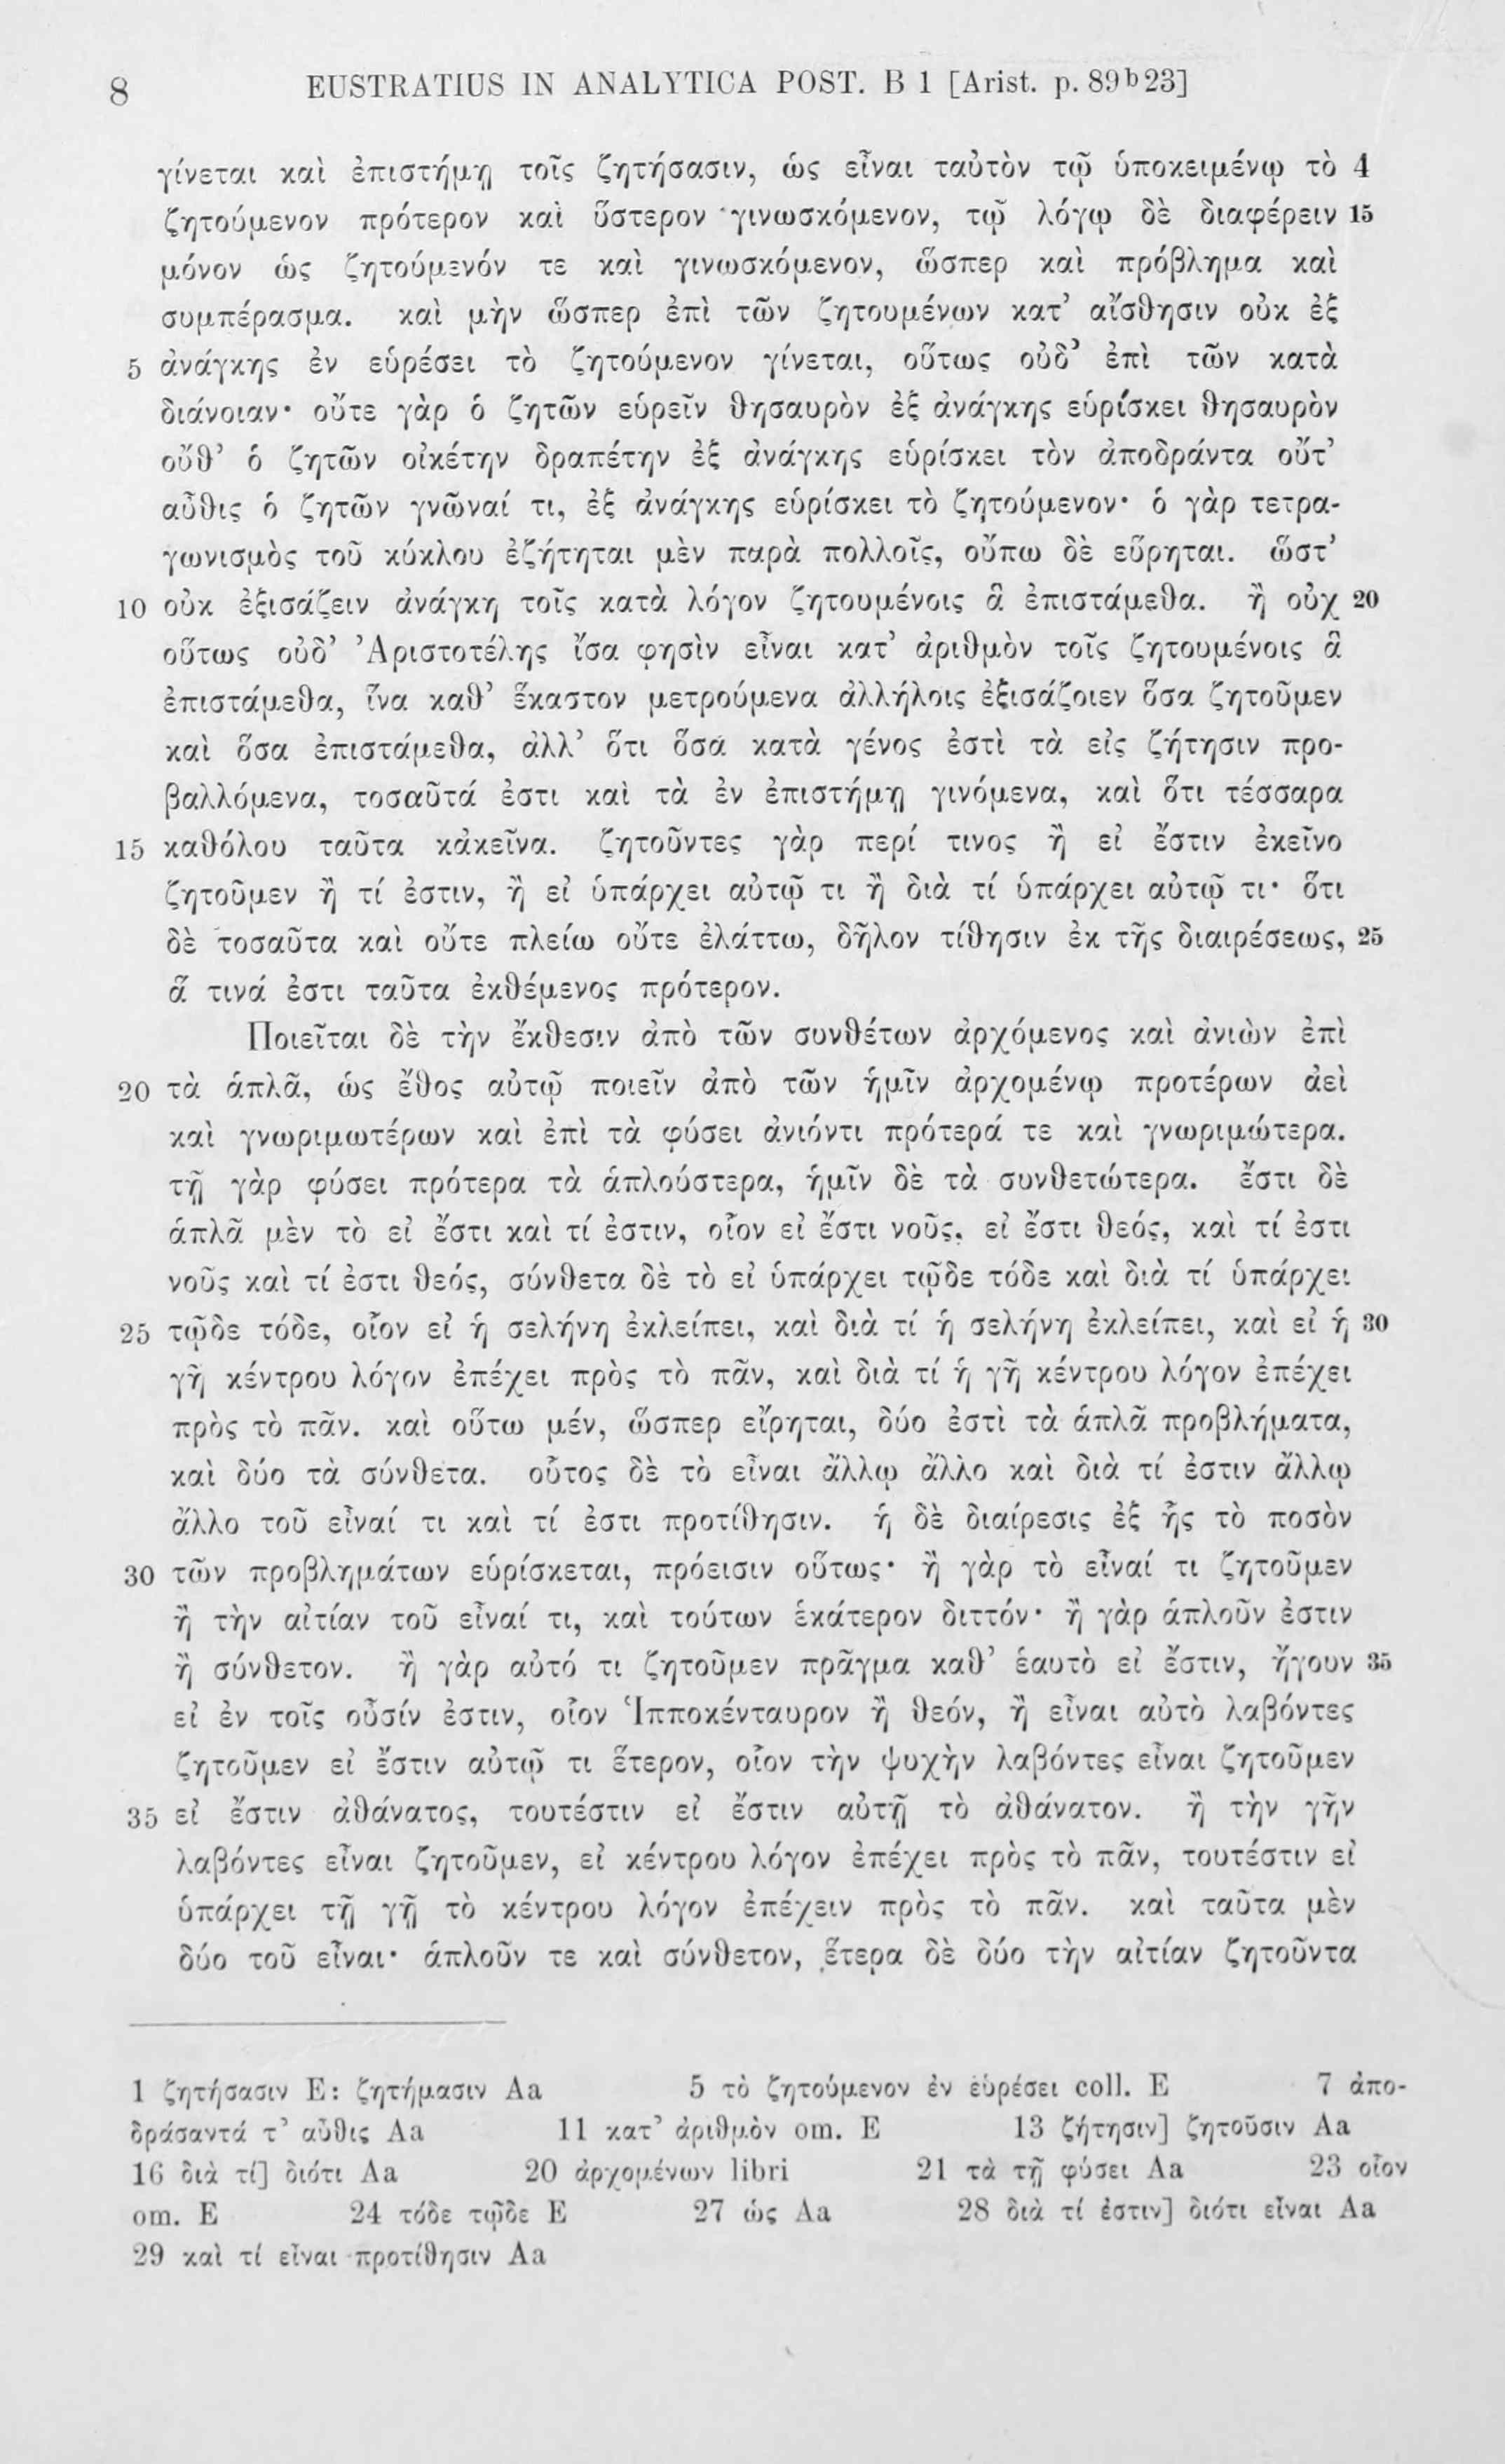 8 EUSTRATIUS IN ANALYTICA POST. B 1 [Arist. p. 89ᵇ23]
γίνεται καὶ ἐπιστήμῃ τοῖς ζητήσασιν, ὡς εἶναι ταὐτὸν τῷ ὑποκειμένῳ τὸ 4
ζητούμενον πρότερον καὶ ὕστερον γινωσκόμενον, τῷ λόγῳ δὲ διαφέρειν 15
μόνον ὡς ζητούμενόν τε καὶ γινωσκόμενον, ὥσπερ καὶ πρόβλημα καὶ
συμπέρασμα. καὶ μὴν ὥσπερ ἐπὶ τῶν ζητουμένων κατ’ αἴσθησιν οὐκ ἐξ
5 ἀνάγκης ἐν εὑρέσει τὸ ζητούμενον γίνεται, οὕτως οὐδ’ ἐπὶ τῶν κατὰ
διάνοιαν· οὔτε γὰρ ὁ ζητῶν εὑρεῖν θησαυρὸν ἐξ ἀνάγκης εὑρίσκει θησαυρὸν
οὔθ’ ὁ ζητῶν οἰκέτην δραπέτην ἐξ ἀνάγκης εὑρίσκει τὸν ἀποδράντα οὔτ’
αὖθις ὁ ζητῶν γνῶναί τι, ἐξ ἀνάγκης εὑρίσκει τὸ ζητούμενον· ὁ γὰρ τετρα-
γωνισμὸς τοῦ κύκλου ἐζήτηται μὲν παρὰ πολλοῖς, οὔπω δὲ εὕρηται. ὥστ’
10 οὐκ ἐξισάζειν ἀνάγκη τοῖς κατὰ λόγον ζητουμένοις ἃ ἐπιστάμεθα. ἢ οὐχ 20
οὕτως οὐδ’ Ἀριστοτέλης ἴσα φησὶν εἶναι κατ’ ἀριθμὸν τοῖς ζητουμένοις ἃ
ἐπιστάμεθα, ἵνα καθ’ ἕκαστον μετρούμενα ἀλλήλοις ἐξισάζοιεν ὅσα ζητοῦμεν
καὶ ὅσα ἐπιστάμεθα, ἀλλ’ ὅτι ὅσα κατὰ γένος ἐστὶ τὰ εἰς ζήτησιν προ-
βαλλόμενα, τοσαῦτά ἐστι καὶ τὰ ἐν ἐπιστήμῃ γινόμενα, καὶ ὅτι τέσσαρα
15 καθόλου ταῦτα κἀκεῖνα. ζητοῦντες γὰρ περί τινος ἢ εἰ ἔστιν ἐκεῖνο
ζητοῦμεν ἢ τί ἐστιν, ἢ εἰ ὑπάρχει αὐτῷ τι ἢ διὰ τί ὑπάρχει αὐτῷ τι· ὅτι
δὲ τοσαῦτα καὶ οὔτε πλείω οὔτε ἐλάττω, δῆλον τίθησιν ἐκ τῆς διαιρέσεως, 25
ἅ τινά ἐστι ταῦτα ἐκθέμενος πρότερον.
Ποιεῖται δὲ τὴν ἔκθεσιν ἀπὸ τῶν συνθέτων ἀρχόμενος καὶ ἀνιὼν ἐπὶ
20 τὰ ἁπλᾶ, ὡς ἔθος αὐτῷ ποιεῖν ἀπὸ τῶν ἡμῖν ἀρχομένῳ προτέρων ἀεὶ
καὶ γνωριμωτέρων καὶ ἐπὶ τὰ φύσει ἀνιόντι πρότερά τε καὶ γνωριμώτερα.
τῇ γὰρ φύσει πρότερα τὰ ἁπλούστερα, ἡμῖν δὲ τὰ συνθετώτερα. ἔστι δὲ
ἁπλᾶ μὲν τὸ εἰ ἔστι καὶ τί ἐστιν, οἷον εἰ ἔστι νοῦς, εἰ ἔστι θεός, καὶ τί ἐστι
νοῦς καὶ τί ἐστι θεός, σύνθετα δὲ τὸ εἰ ὑπάρχει τῷδε τόδε καὶ διὰ τί ὑπάρχει
25 τῷδε τόδε, οἷον εἰ ἡ σελήνη ἐκλείπει, καὶ διὰ τί ἡ σελήνη ἐκλείπει, καὶ εἰ ἡ 30
γῆ κέντρου λόγον ἐπέχει πρὸς τὸ πᾶν, καὶ διὰ τί ἡ γῆ κέντρου λόγον ἐπέχει
πρὸς τὸ πᾶν. καὶ οὕτω μέν, ὥσπερ εἴρηται, δύο ἐστὶ τὰ ἁπλᾶ προβλήματα,
καὶ δύο τὰ σύνθετα. οὗτος δὲ τὸ εἶναι ἄλλῳ ἄλλο καὶ διὰ τί ἐστιν ἄλλῳ
ἄλλο τοῦ εἶναί τι καὶ τί ἐστι προτίθησιν. ἡ δὲ διαίρεσις ἐξ ἧς τὸ ποσὸν
30 τῶν προβλημάτων εὑρίσκεται, πρόεισιν οὕτως· ἢ γὰρ τὸ εἶναί τι ζητοῦμεν
ἢ τὴν αἰτίαν τοῦ εἶναί τι, καὶ τούτων ἑκάτερον διττόν· ἢ γὰρ ἁπλοῦν ἐστιν
ἢ σύνθετον. ἢ γὰρ αὐτό τι ζητοῦμεν πρᾶγμα καθ’ ἑαυτὸ εἰ ἔστιν, ἤγουν 35
εἰ ἐν τοῖς οὖσίν ἐστιν, οἷον Ἱπποκένταυρον ἢ θεόν, ἢ εἶναι αὐτὸ λαβόντες
ζητοῦμεν εἰ ἔστιν αὐτῷ τι ἕτερον, οἷον τὴν ψυχὴν λαβόντες εἶναι ζητοῦμεν
35 εἰ ἔστιν ἀθάνατος, τουτέστιν εἰ ἔστιν αὐτῇ τὸ ἀθάνατον. ἢ τὴν γῆν
λαβόντες εἶναι ζητοῦμεν, εἰ κέντρου λόγον ἐπέχει πρὸς τὸ πᾶν, τουτέστιν εἰ
ὑπάρχει τῇ γῇ τὸ κέντρου λόγον ἐπέχειν πρὸς τὸ πᾶν. καὶ ταῦτα μὲν
δύο τοῦ εἶναι· ἁπλοῦν τε καὶ σύνθετον, ἕτερα δὲ δύο τὴν αἰτίαν ζητοῦντα
1 ζητήσασιν E: ζητήμασιν Aa 5 τὸ ζητούμενον ἐν εὑρέσει coll. E 7 ἀπο-
δράσαντά τ’ αὖθις Aa 11 κατ’ ἀριθμὸν om. E 13 ζήτησιν] ζητοῦσιν Aa
16 διὰ τί] διότι Aa 20 ἀρχομένων libri 21 τὰ τῇ φύσει Aa 23 οἷον
om. E 24 τόδε τῷδε E 27 ὡς Aa 28 διὰ τί ἐστιν] διότι εἶναι Aa
29 καὶ τί εἶναι προτίθησιν Aa